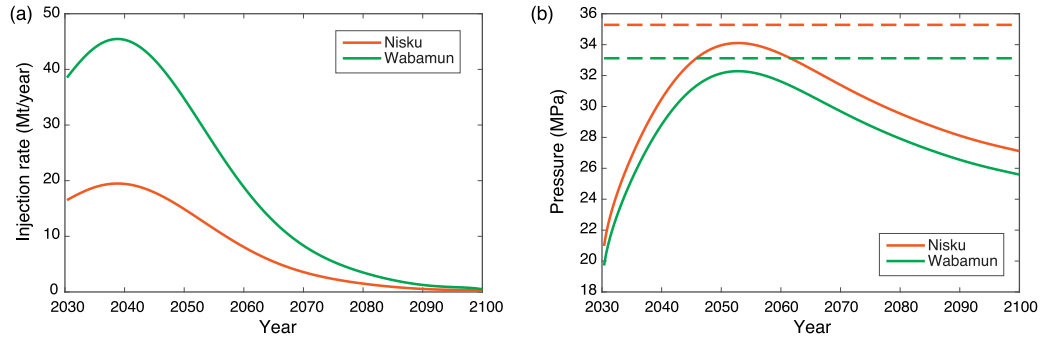 (a)
50
40
30
20
10
0
Injection rate (Mt/year)
Nisku
Wabamun
2030 2040 2050 2060 2070 2080 2090 2100
Year
(b)
36
34
32
30
28
26
24
22
20
18
Pressure (MPa)
Nisku
Wabamun
2030 2040 2050 2060 2070 2080 2090 2100
Year